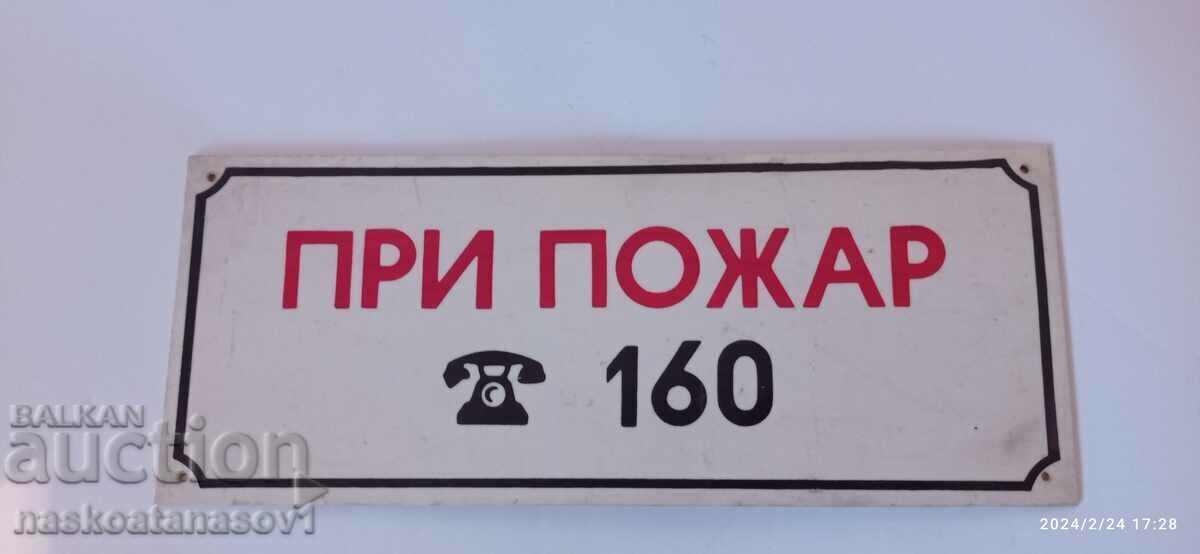 ПРИ ПОЖАР
160
BALKAN
auction
naskoatanasov1
2024/2/24 17:28